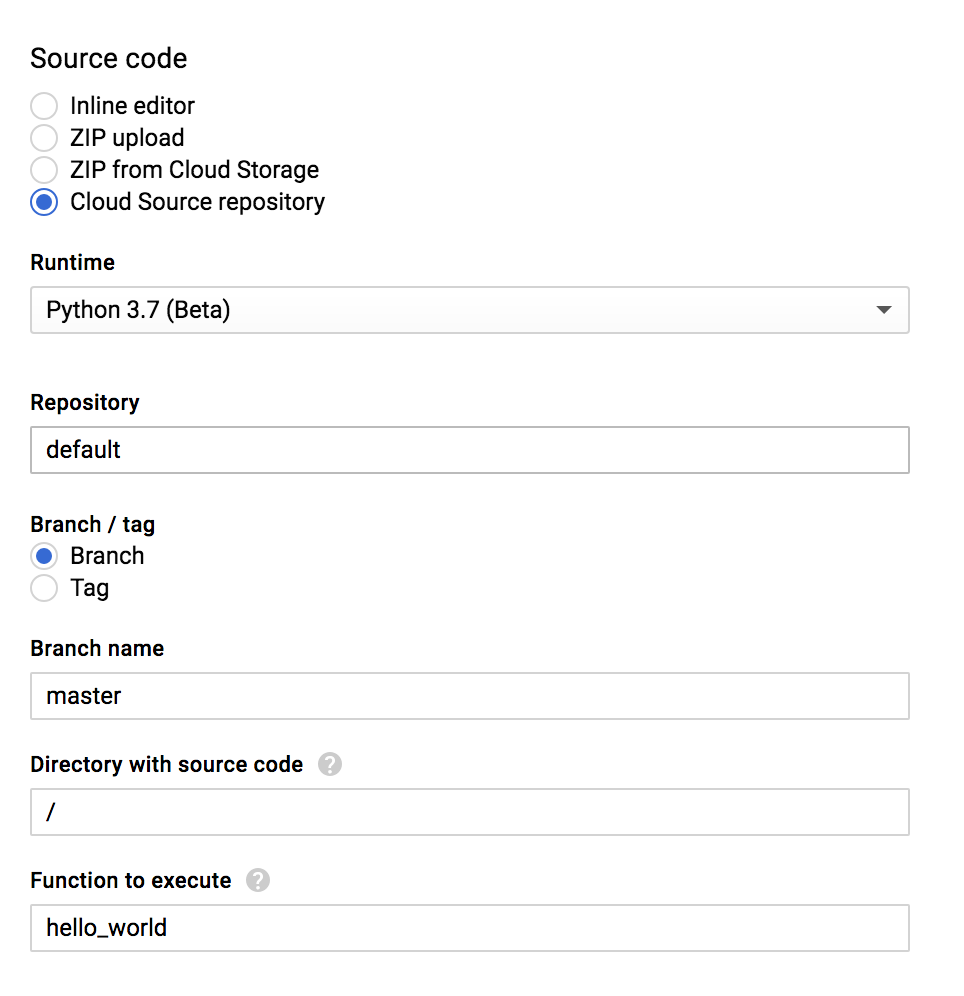 Source code
Inline editor
ZIP upload
ZIP from Cloud Storage
Cloud Source repository
Runtime
Python 3.7 (Beta)
Repository
default
Branch / tag
Branch
Tag
Branch name
master
Directory with source code ?
/
Function to execute ?
hello_world